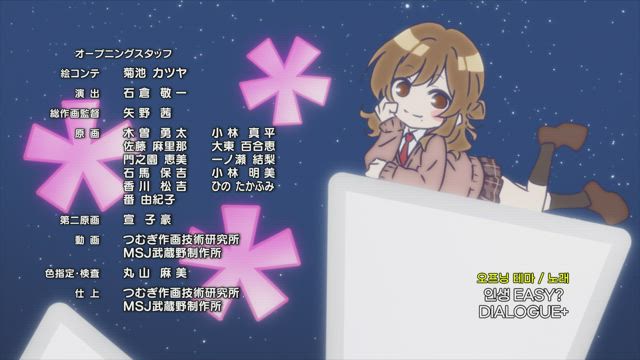 オープニングスタッフ
絵コンテ 菊池 カツヤ
演出 石倉 敬一
総作画監督 矢野 茜
原画 木曽 勇太 小林 真平
佐藤 麻里那 大東 百合恵
門之園 恵美 一ノ瀬 結梨
石馬 保吉 小林 明美
香川 松吉 ひの たかふみ
番 由紀子
第二原画 宣 子豪
動画 つむぎ作画技術研究所
MSJ武蔵野制作所
色指定・検査 丸山 麻美
仕上 つむぎ作画技術研究所
MSJ武蔵野制作所
오프닝 테마 / 노래
인생 EASY?
DIALOGUE+